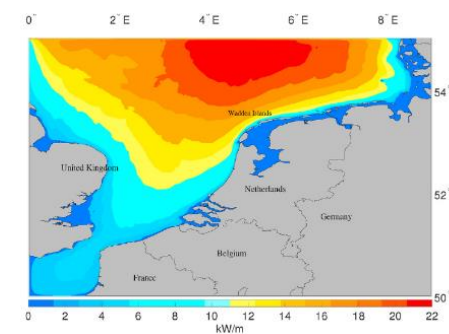 0° E 2° E 4° E 6° E 8° E
54°
Wadden Islands
United Kingdom
52°
Netherlands
Germany
Belgium
France
50°
0 2 4 6 8 10 11 12 14 16 18 20 22
kW/m